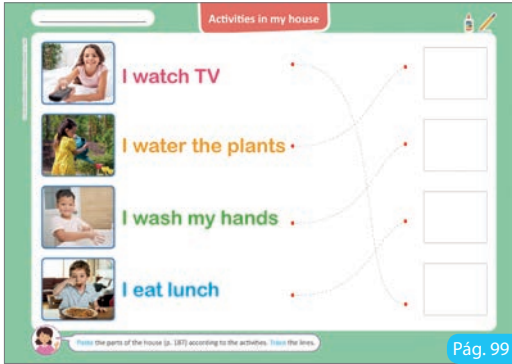 Activities in my house
I watch TV
I water the plants
I wash my hands
I eat lunch
Paste the parts of the house (p. 187) according to the activities. Trace the lines.
Pág. 99